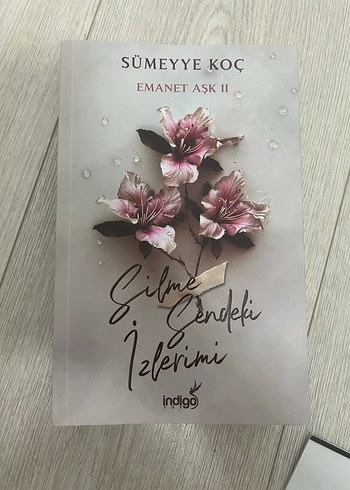 SÜMEYYE KOÇ
EMANET AŞK II
Silme
Sendeki
İzlerimi
indigo